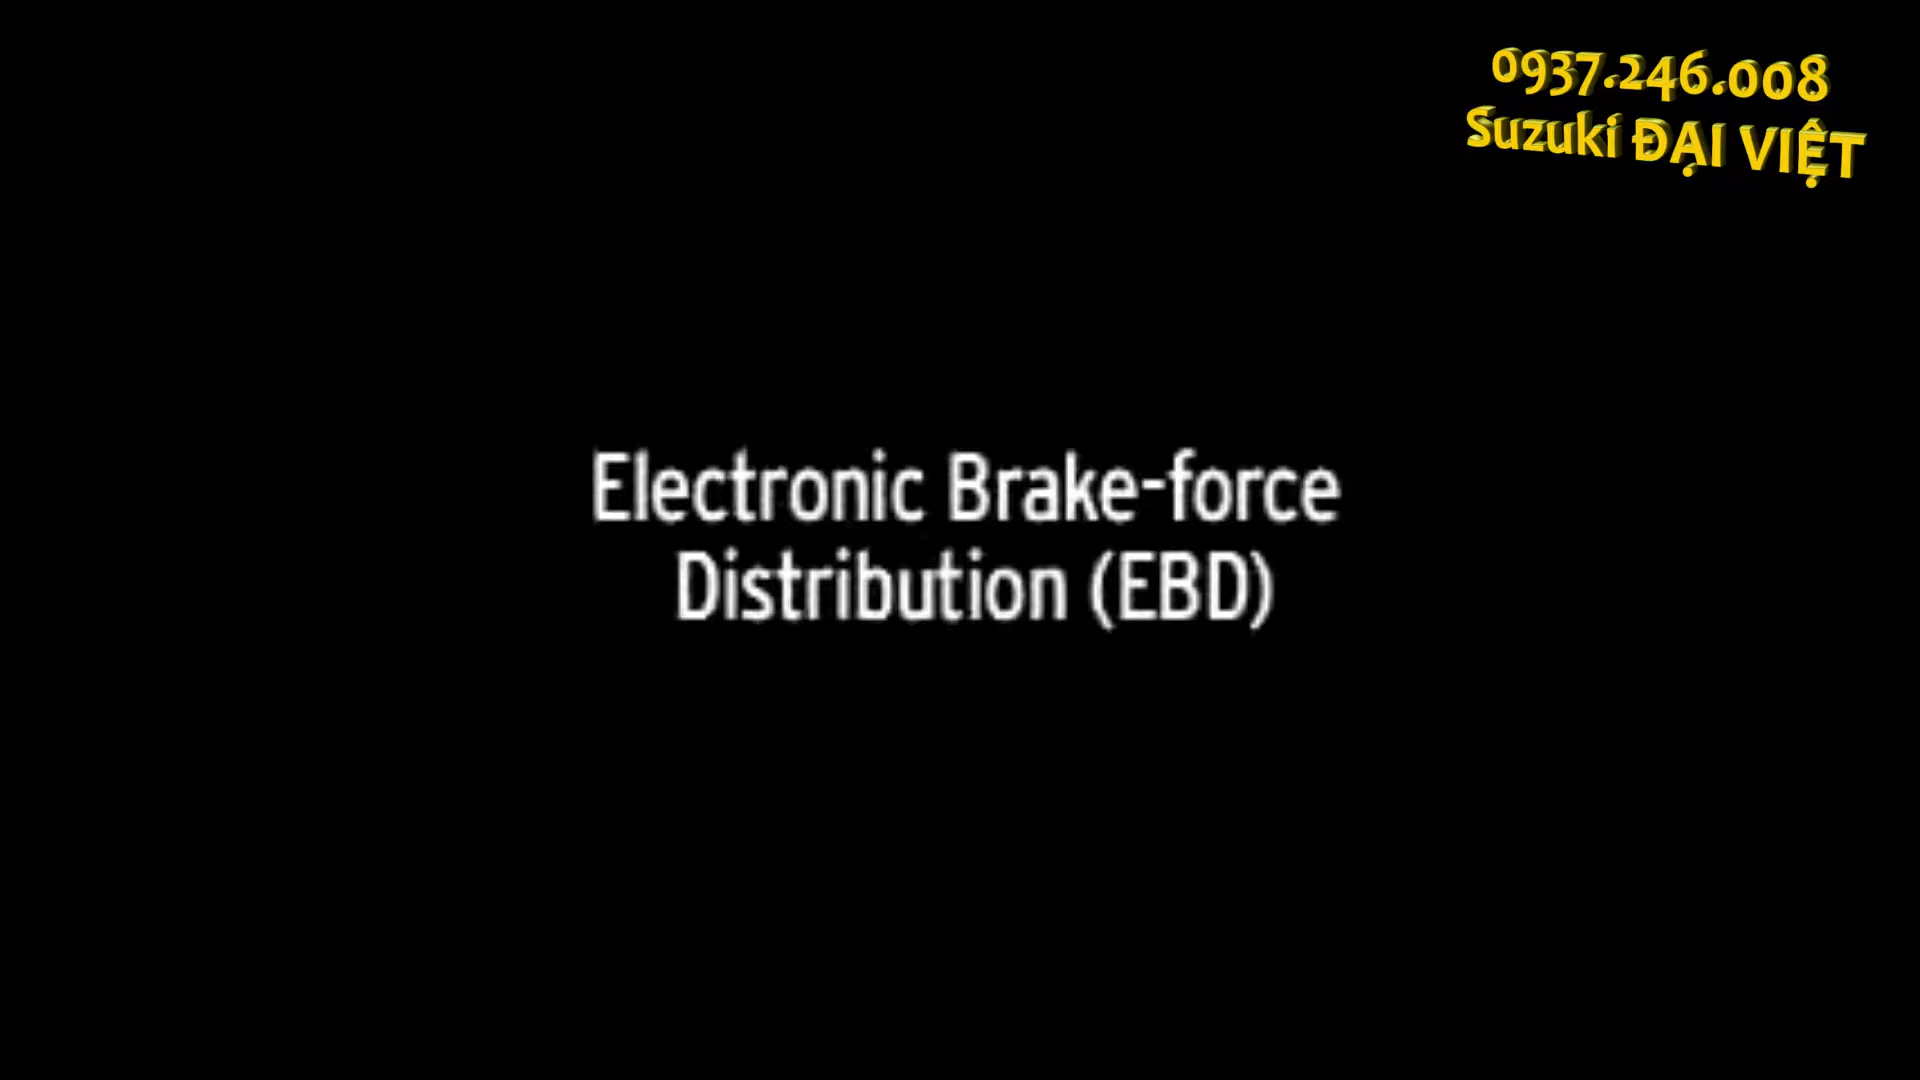 0937.246.008
Suzuki ĐẠI VIỆT
Electronic Brake-force
Distribution (EBD)